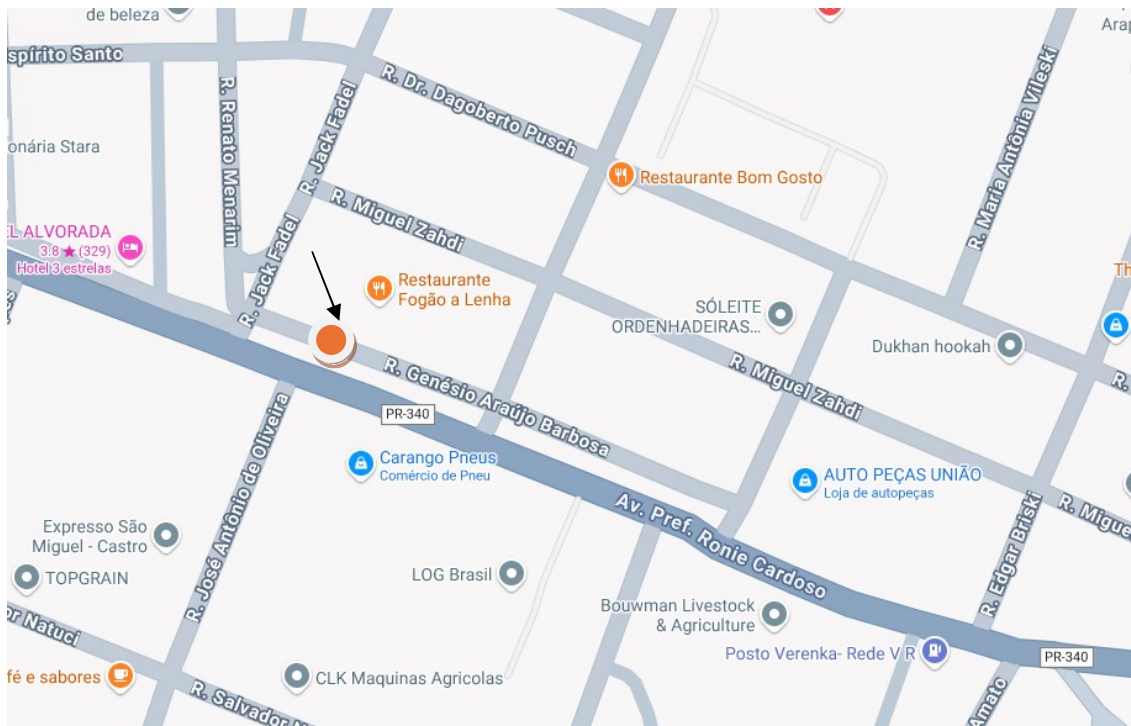 de beleza
Arap
spírito Santo
R. Dr. Dagoberto Pusch
R. Maria Antônia Vileski
R. Renato Menarim
R. Jack Fadel
onária Stara
Restaurante Bom Gosto
R. Miguel Zahdi
EL ALVORADA
3.8 ★ (329)
Hotel 3 estrelas
R. Jack Fadel
Restaurante
Fogão a Lenha
Th
SÓLEITE
ORDENHADEIRAS...
Dukhan hookah
R. Genésio Araújo Barbosa
R. Miguel Zahdi
R.
PR-340
R. José Antônio de Oliveira
Carango Pneus
Comércio de Pneu
AUTO PEÇAS UNIÃO
Loja de autopeças
Av. Pref. Ronie Cardoso
R. Edgar Briski
R. Migue
Expresso São
Miguel - Castro
TOPGRAIN
LOG Brasil
Bouwman Livestock
& Agriculture
Posto Verenka- Rede V R
PR-340
or Natuci
fé e sabores
R. Salvador N
CLK Maquinas Agricolas
Amato